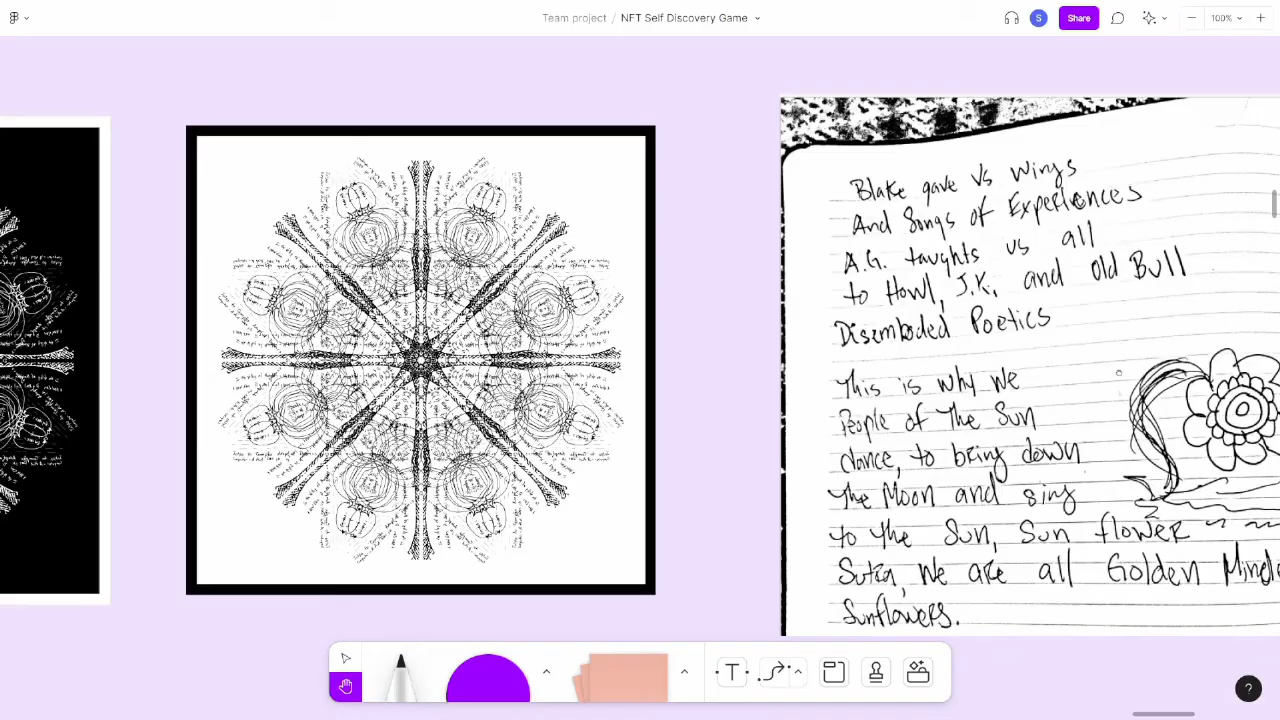 Team project / NFT Self Discovery Game
S
Share
100%
Blake gave vs wings
And Songs of Experiences
A.G. taughts us all
to Howl, J.K. and Old Bull
Disemboded Poetics
This is why we
People of The Sun
dance, to bring down
The Moon and sing
to the Sun, Sun flower
Sutra, We are all Golden
Sunflowers.
T
?